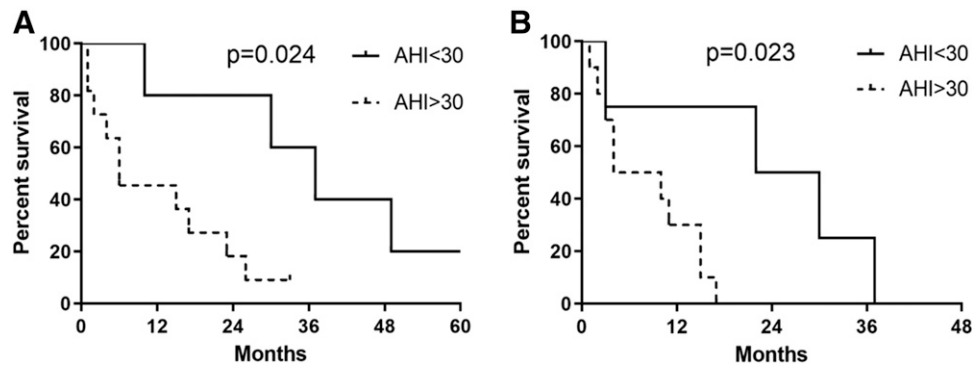 A
p=0.024
AHI<30
AHI>30
Percent survival
100
80
60
40
20
0
0 12 24 36 48 60
Months
B
p=0.023
AHI<30
AHI>30
Percent survival
100
80
60
40
20
0
0 12 24 36 48
Months